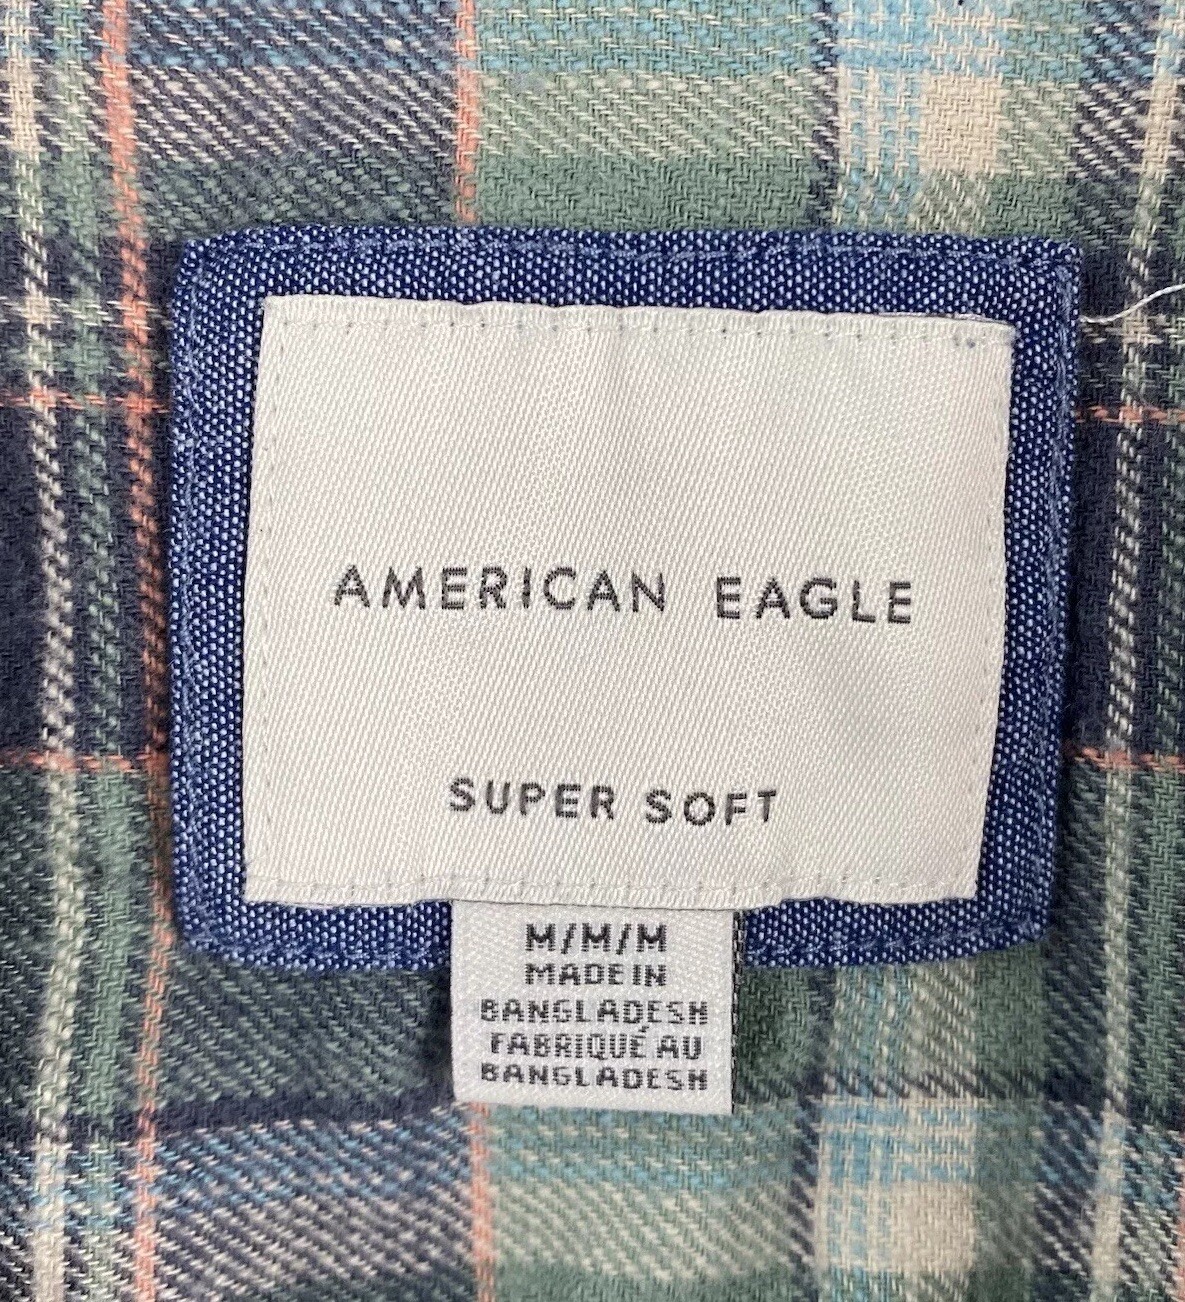 AMERICAN EAGLE
SUPER SOFT
M/M/M
MADE IN
BANGLADESH
FABRIQUÉ AU
BANGLADESH